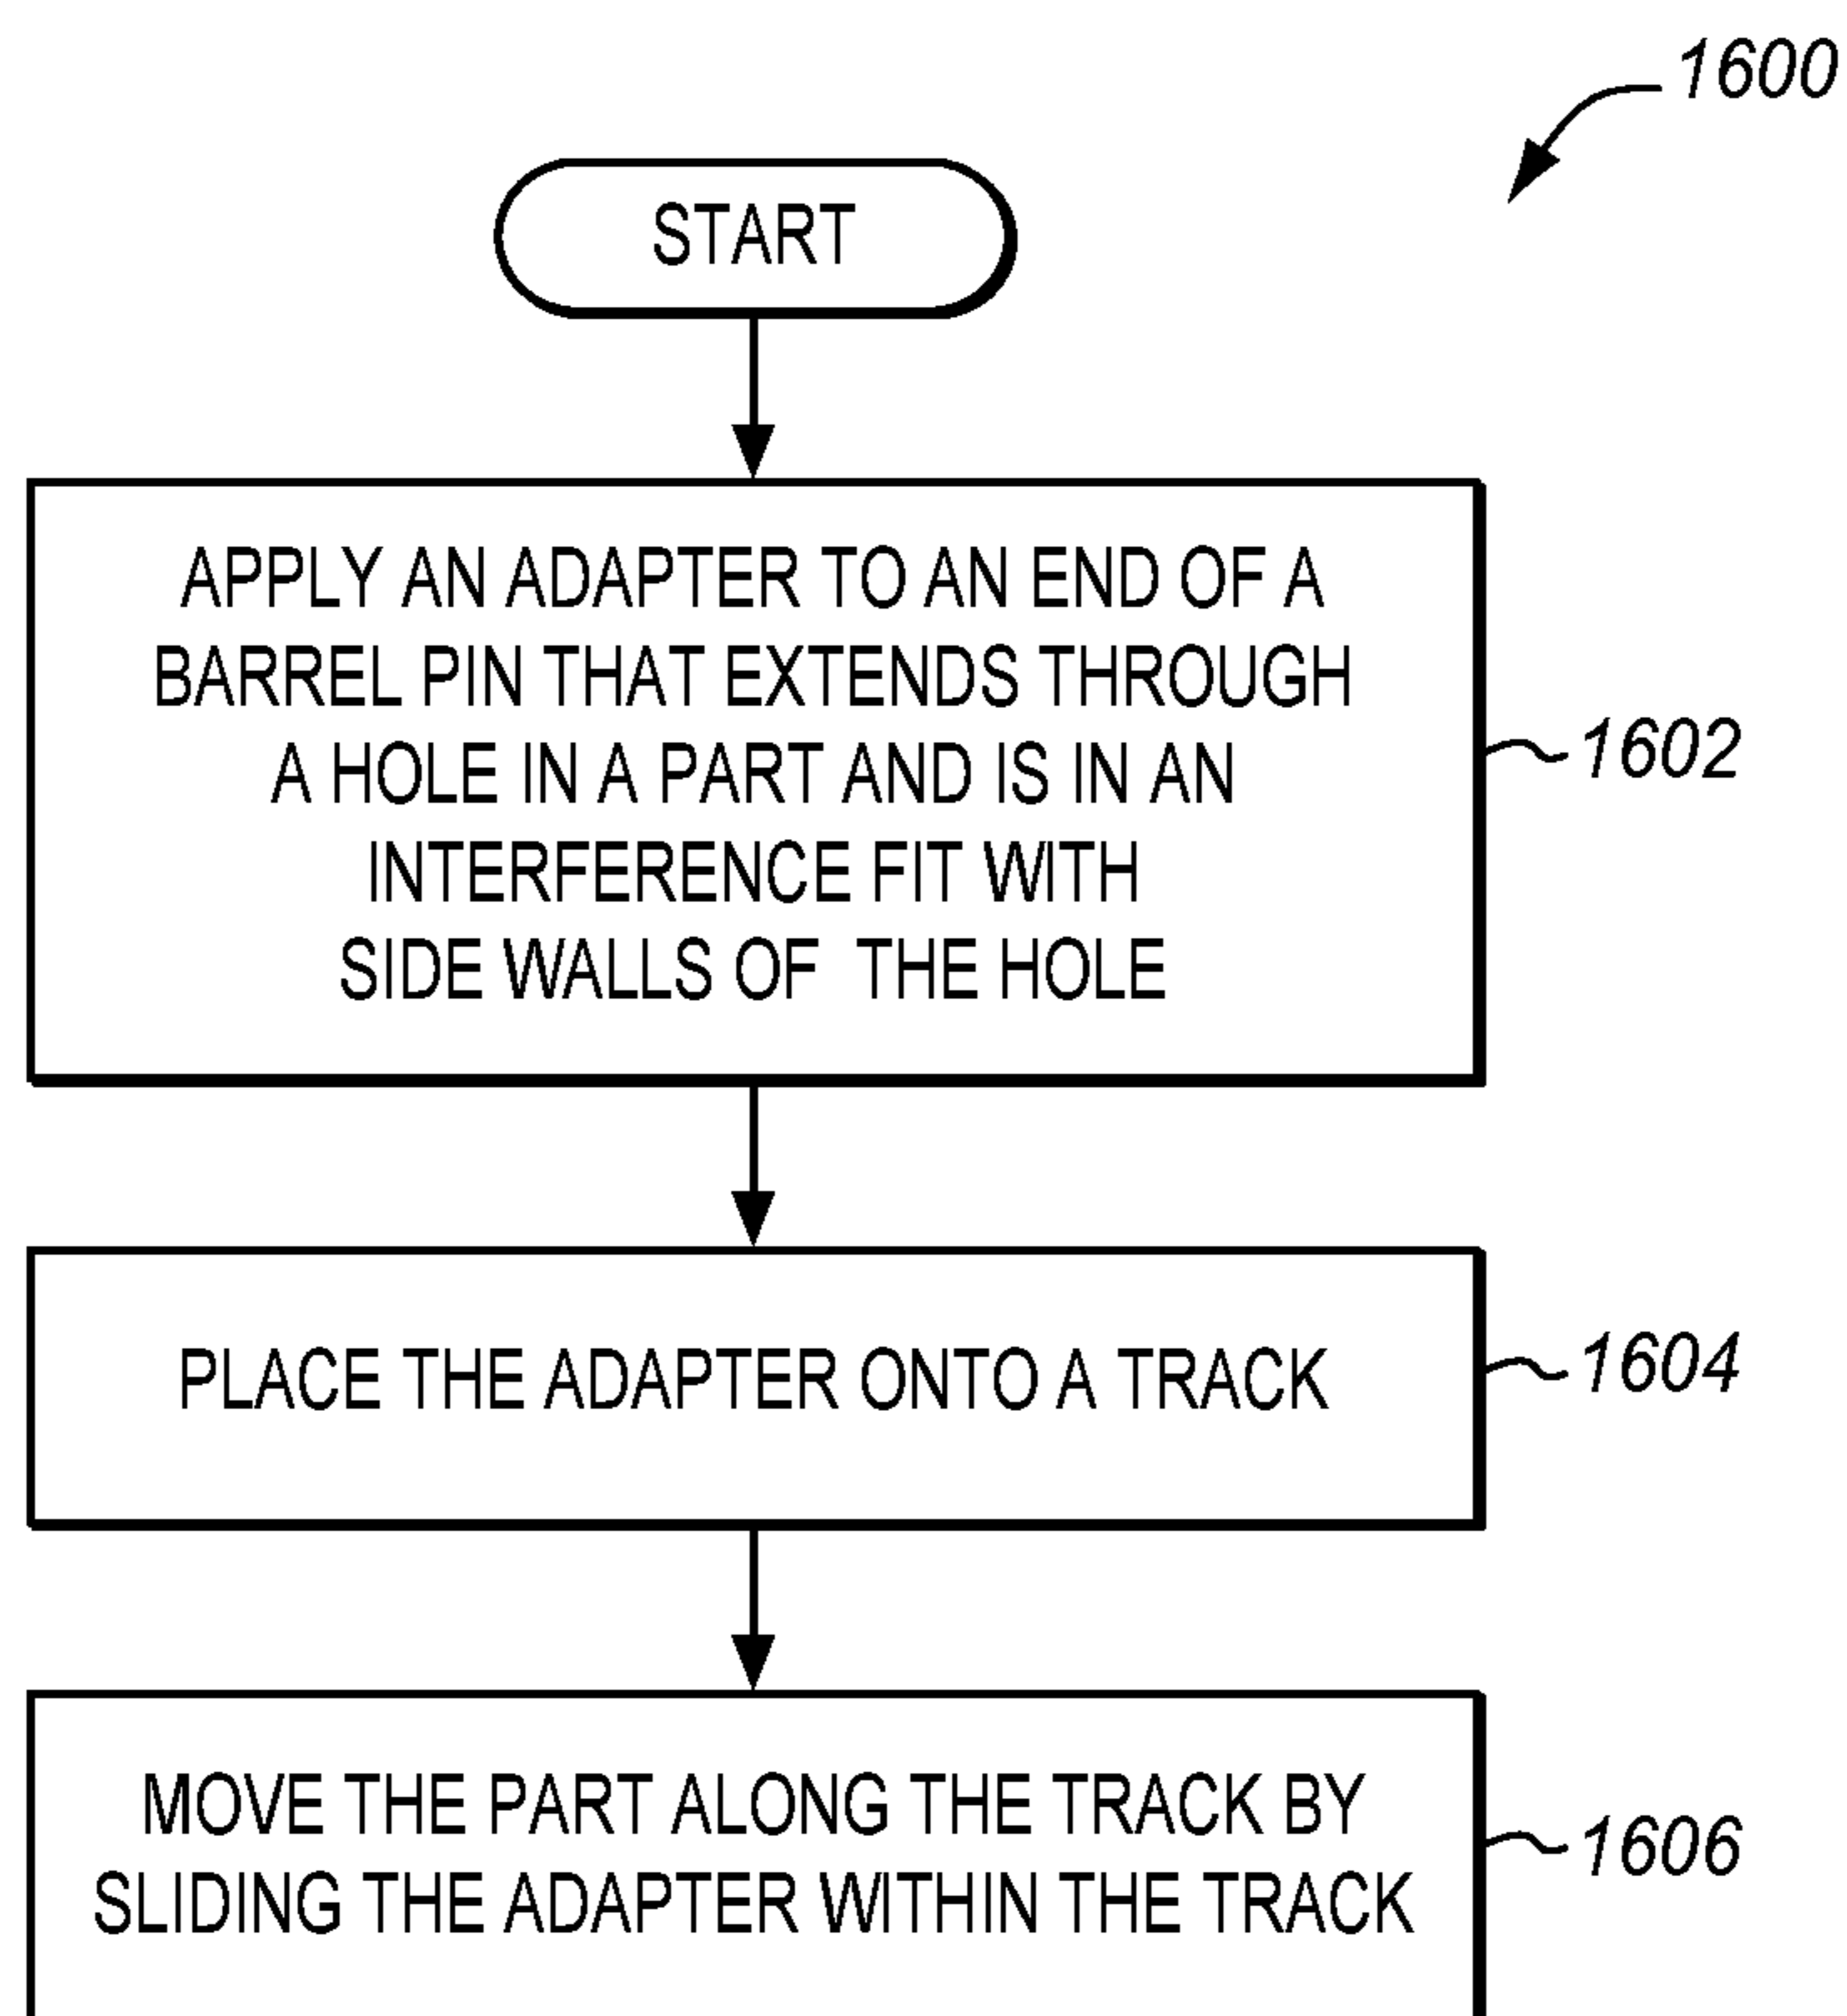 1600
START
APPLY AN ADAPTER TO AN END OF A
BARREL PIN THAT EXTENDS THROUGH
A HOLE IN A PART AND IS IN AN
INTERFERENCE FIT WITH
SIDE WALLS OF THE HOLE
1602
PLACE THE ADAPTER ONTO A TRACK
1604
MOVE THE PART ALONG THE TRACK BY
SLIDING THE ADAPTER WITHIN THE TRACK
1606